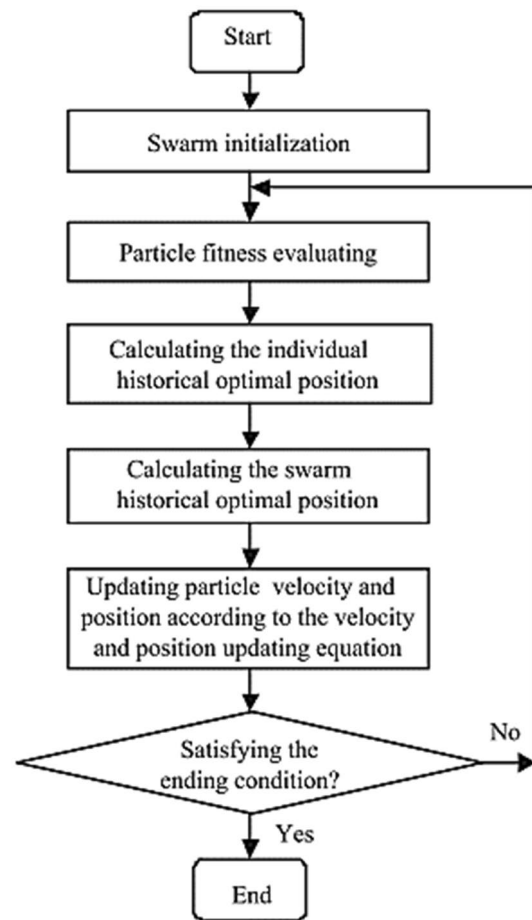 Start
Swarm initialization
Particle fitness evaluating
Calculating the individual
historical optimal position
Calculating the swarm
historical optimal position
Updating particle velocity and
position according to the velocity
and position updating equation
Satisfying the
ending condition?
No
Yes
End